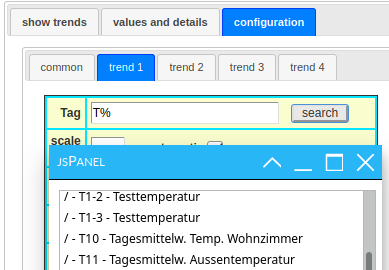 show trends values and details configuration
common trend 1 trend 2 trend 3 trend 4
Tag T% search
scale
JSPANEL
/ - T1-2 - Testtemperatur
/ - T1-3 - Testtemperatur
/ - T10 - Tagesmittelw. Temp. Wohnzimmer
/ - T11 - Tagesmittelw. Aussentemperatur